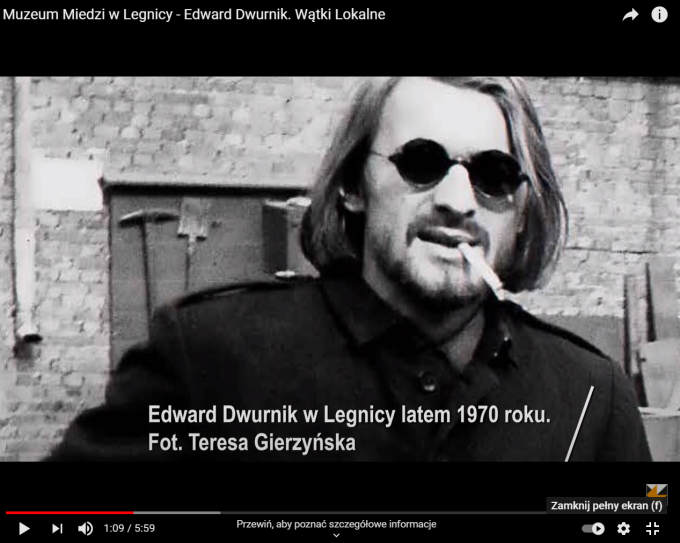 Muzeum Miedzi w Legnicy - Edward Dwurnik. Wątki Lokalne
i
Edward Dwurnik w Legnicy latem 1970 roku.
Fot. Teresa Gierzyńska
Zamknij pełny ekran (f)
1:09 / 5:59
Przewiń, aby poznać szczegółowe informacje